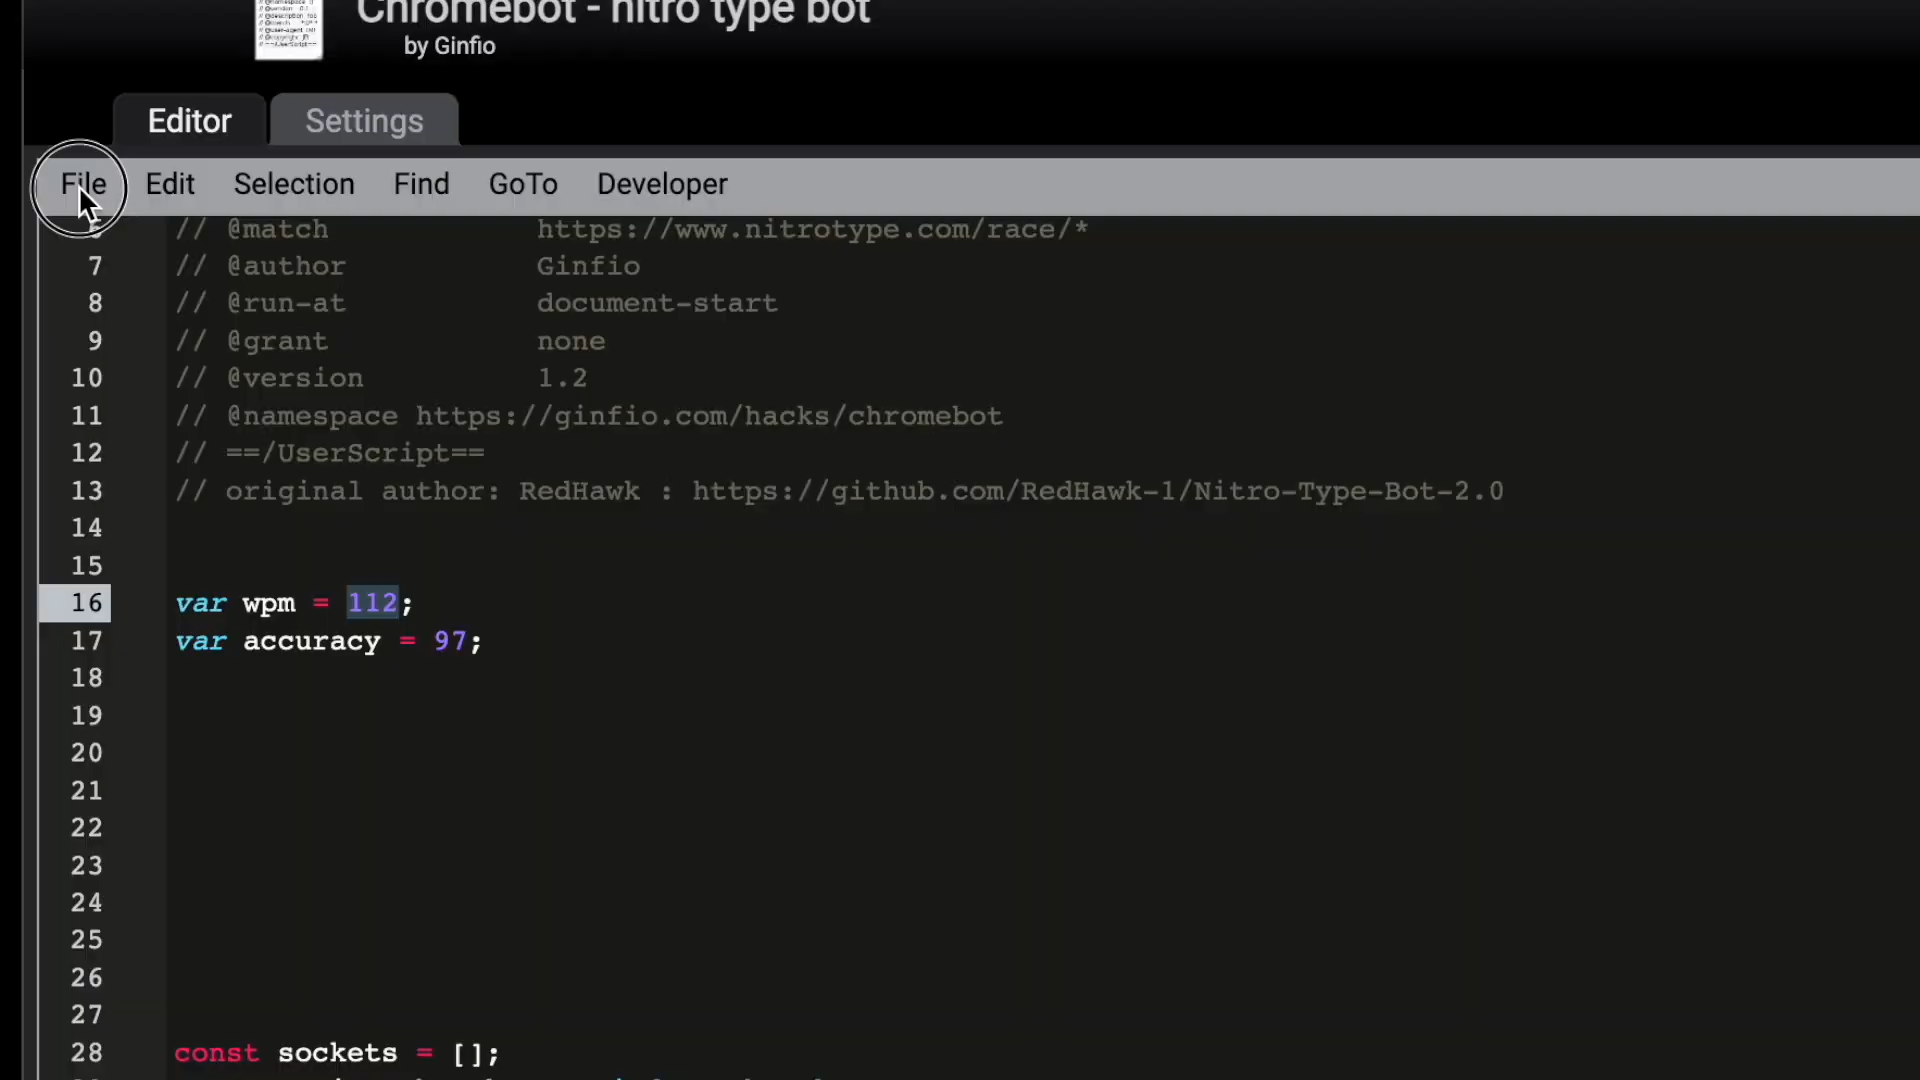 Chromebot - nitro type bot
by Ginfio
Editor Settings
File Edit Selection Find GoTo Developer
// @match https://www.nitrotype.com/race/*
7 // @author Ginfio
8 // @run-at document-start
9 // @grant none
10 // @version 1.2
11 // @namespace https://ginfio.com/hacks/chromebot
12 // ==/UserScript==
13 // original author: RedHawk : https://github.com/RedHawk-1/Nitro-Type-Bot-2.0
14
15
16 var wpm = 112;
17 var accuracy = 97;
18
19
20
21
22
23
24
25
26
27
28 const sockets = [];